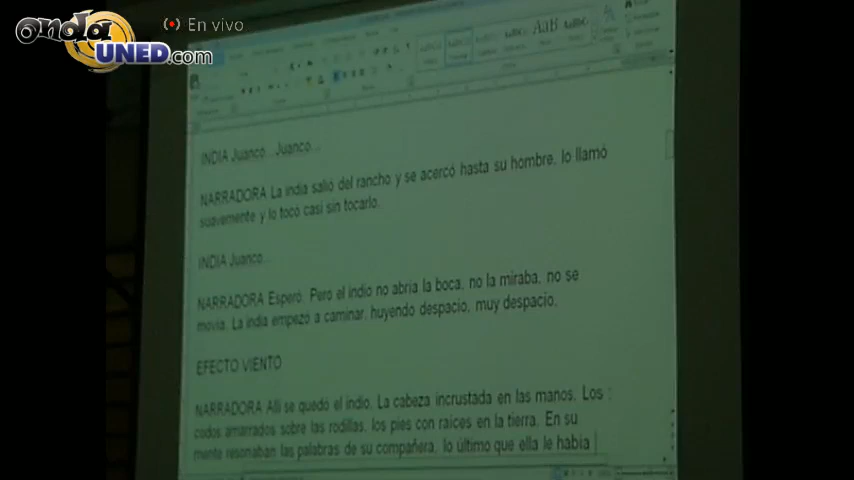 onda
UNED.com
En vivo
INDIA Juanco.. Juanco...
NARRADORA La india salió del rancho y se acercó hasta su hombre, lo llamó
suavemente y lo tocó casi sin tocarlo.
INDIA Juanco...
NARRADORA Esperó. Pero el indio no abría la boca, no la miraba, no se
movía. La india empezó a caminar, huyendo despacio, muy despacio.
EFECTO VIENTO
NARRADORA Allí se quedó el indio. La cabeza incrustada en las manos. Los
codos amarrados sobre las rodillas, los pies con raíces en la tierra. En su
mente resonaban las palabras de su compañera, lo último que ella le había